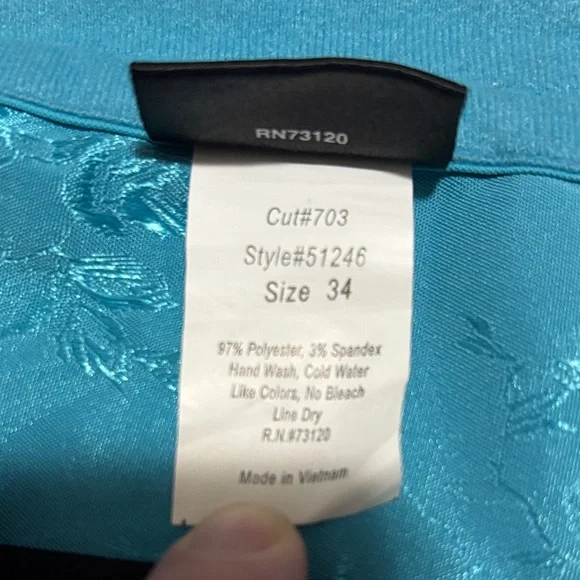 RN73120
Cut#703
Style#51246
Size 34
97% Polyester, 3% Spandex
Hand Wash, Cold Water
Like Colors, No Bleach
Line Dry
R.N.#73120
Made in Vietnam